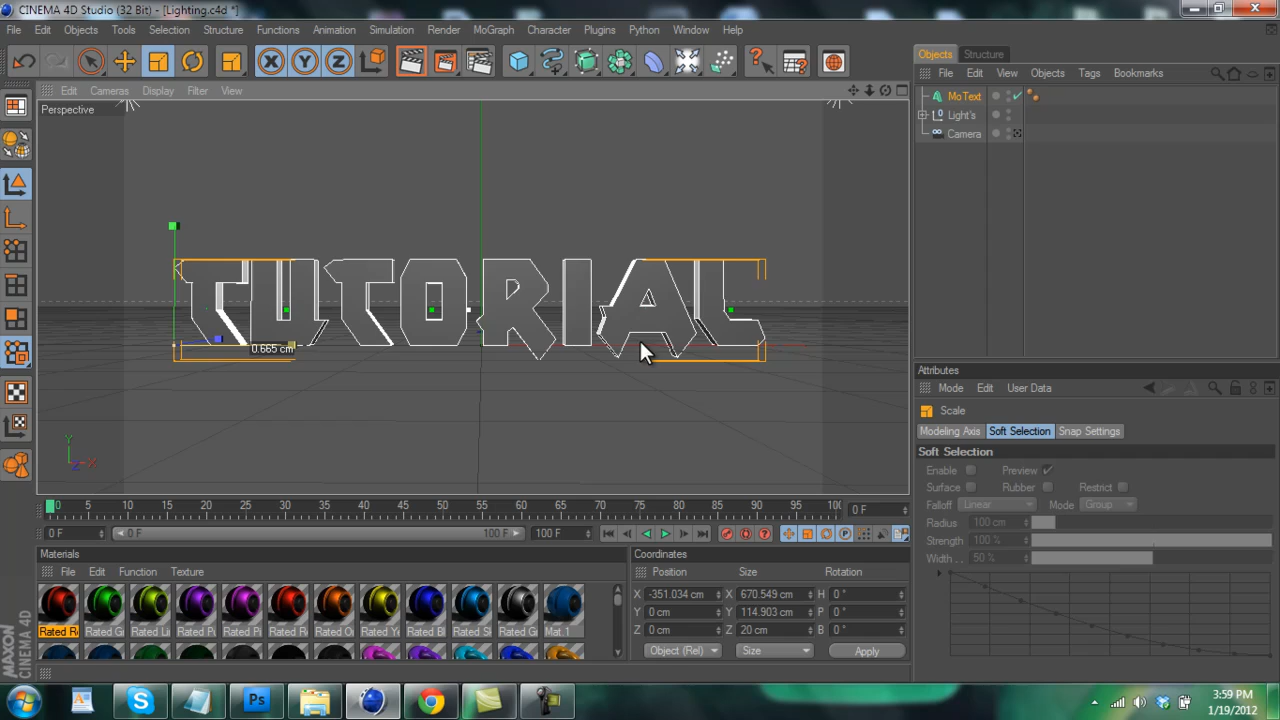 CINEMA 4D Studio (32 Bit) - [Lighting.c4d *]
File Edit Objects Tools Selection Structure Functions Animation Simulation Render MoGraph Character Plugins Python Window Help
X Y Z
Objects Structure
File Edit View Objects Tags Bookmarks
Edit Cameras Display Filter View
Perspective
MoText
Light's
Camera
TUTORIAL
0.665 cm
Y
Z X
Attributes
Mode Edit User Data
Scale
Modeling Axis Soft Selection Snap Settings
Soft Selection
Enable Preview
Surface Rubber Restrict
Falloff Linear Mode Group
Radius 100 cm
Strength 100 %
Width . . 50 %
0 5 10 15 20 25 30 35 40 45 50 55 60 65 70 75 80 85 90 95 0 F
0 F 0 F 100 F 100 F
Materials
File Edit Function Texture
Rated R Rated G Rated Li Rated P Rated Pi Rated R Rated O Rated Y Rated Bl Rated S Rated G Mat.1
Coordinates
Position Size Rotation
X -351.034 cm X 670.549 cm H 0 °
Y 0 cm Y 114.903 cm P 0 °
Z 0 cm Z 20 cm B 0 °
Object (Rel) Size Apply
MAXON
CINEMA 4D
3:59 PM
1/19/2012